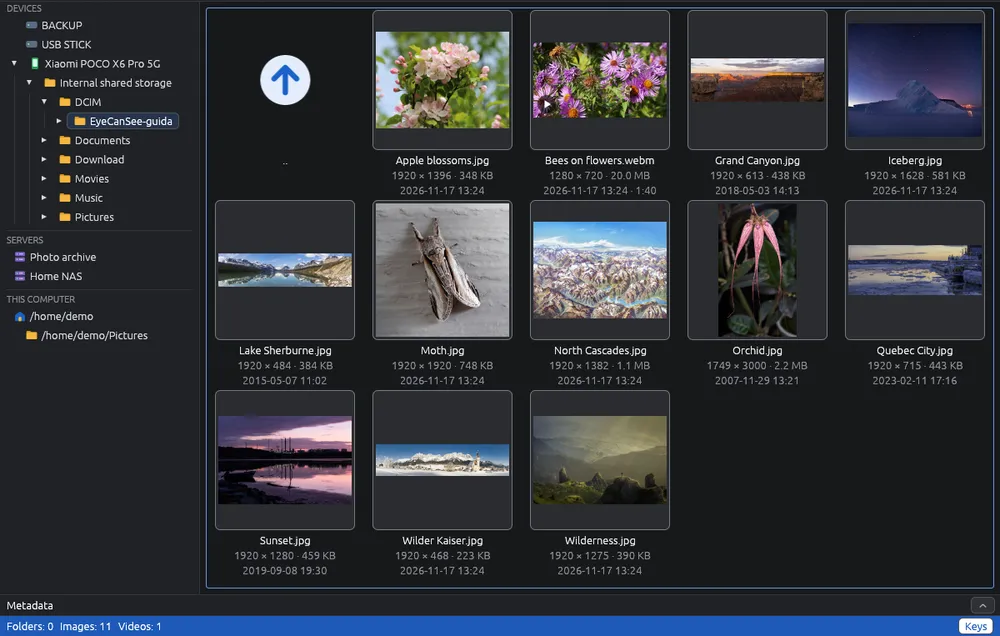 DEVICES
BACKUP
USB STICK
Xiaomi POCO X6 Pro 5G
Internal shared storage
DCIM
EyeCanSee-guida
Documents
Download
Movies
Music
Pictures
SERVERS
Photo archive
Home NAS
THIS COMPUTER
/home/demo
/home/demo/Pictures
..
Apple blossoms.jpg
1920 × 1396 · 348 KB
2026-11-17 13:24
Bees on flowers.webm
1280 × 720 · 20.0 MB
2026-11-17 13:24 · 1:40
Grand Canyon.jpg
1920 × 613 · 438 KB
2018-05-03 14:13
Iceberg.jpg
1920 × 1628 · 581 KB
2026-11-17 13:24
Lake Sherburne.jpg
1920 × 484 · 384 KB
2015-05-07 11:02
Moth.jpg
1920 × 1920 · 748 KB
2026-11-17 13:24
North Cascades.jpg
1920 × 1382 · 1.1 MB
2026-11-17 13:24
Orchid.jpg
1749 × 3000 · 2.2 MB
2007-11-29 13:21
Quebec City.jpg
1920 × 715 · 443 KB
2023-02-11 17:16
Sunset.jpg
1920 × 1280 · 459 KB
2019-09-08 19:30
Wilder Kaiser.jpg
1920 × 468 · 223 KB
2026-11-17 13:24
Wilderness.jpg
1920 × 1275 · 390 KB
2026-11-17 13:24
Metadata
Folders: 0 Images: 11 Videos: 1
Keys